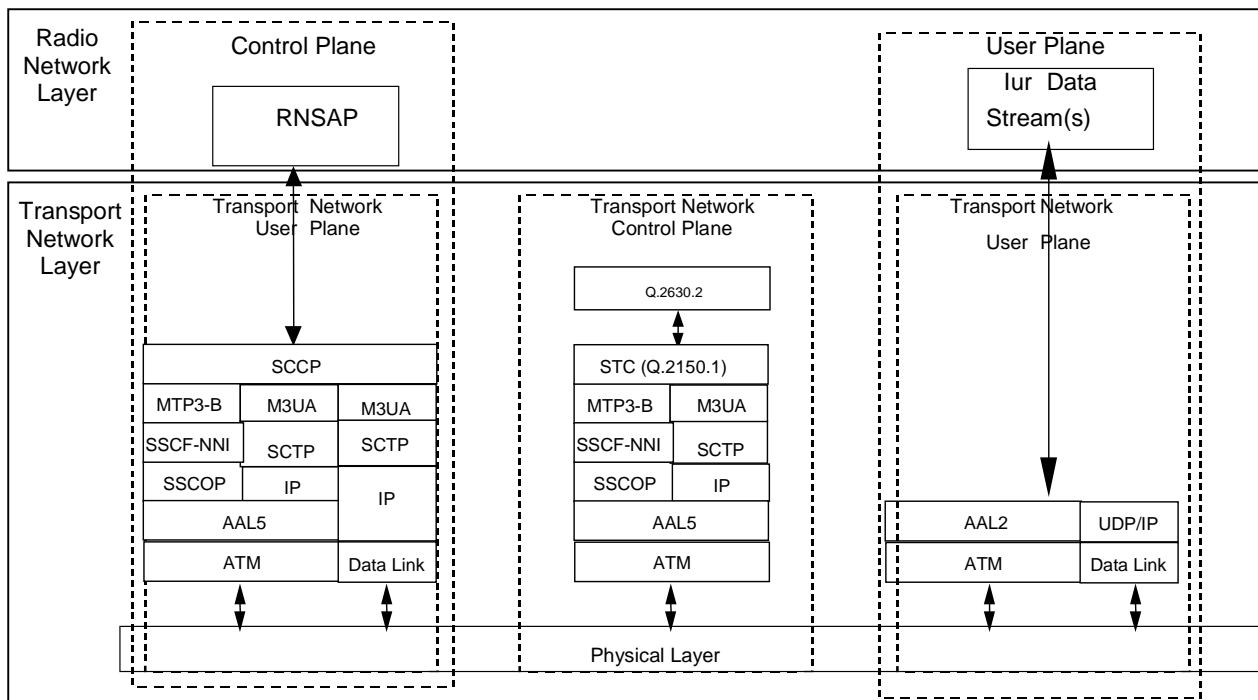 Radio
Network
Layer
Control Plane
RNSAP
User Plane
Iur Data
Stream(s)
Transport
Network
Layer
Transport Network
User Plane
SCCP
MTP3-B
M3UA
M3UA
SSCF-NNI
SCTP
SCTP
SSCOP
IP
IP
AAL5
ATM
Data Link
Transport Network
Control Plane
Q.2630.2
STC (Q.2150.1)
MTP3-B
M3UA
SSCF-NNI
SCTP
SSCOP
IP
AAL5
ATM
Transport Network
User Plane
AAL2
UDP/IP
ATM
Data Link
Physical Layer